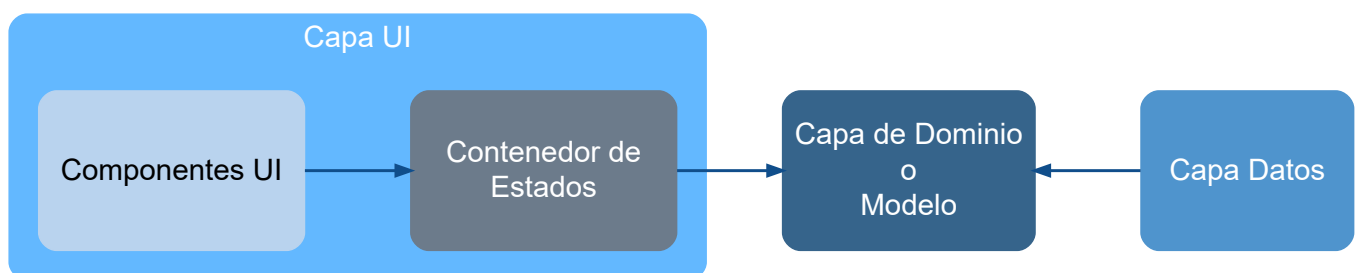 Capa UI
Componentes UI
Contenedor de
Estados
Capa de Dominio
o
Modelo
Capa Datos